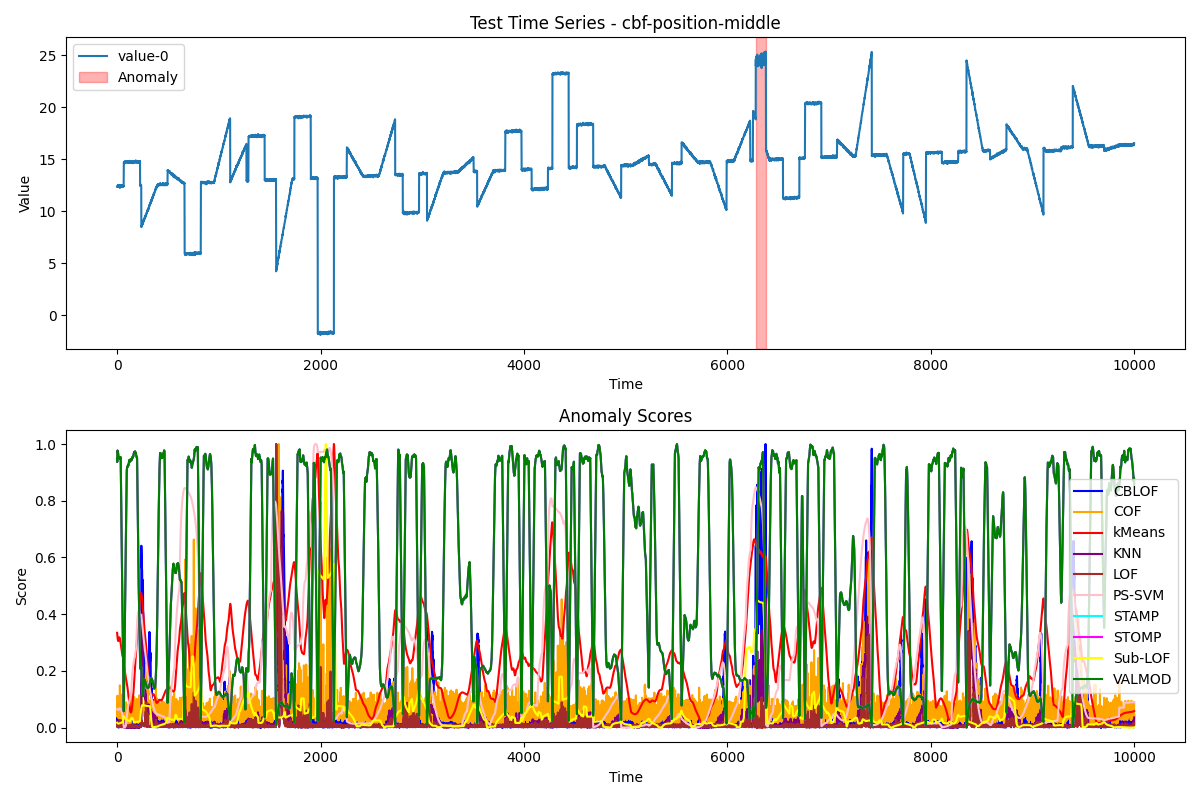 Test Time Series - cbf-position-middle
value-0
Anomaly
Value
25
20
15
10
5
0
0 2000 4000 6000 8000 10000
Time
Anomaly Scores
Score
1.0
0.8
0.6
0.4
0.2
0.0
CBLOF
COF
kMeans
KNN
LOF
PS-SVM
STAMP
STOMP
Sub-LOF
VALMOD
0 2000 4000 6000 8000 10000
Time